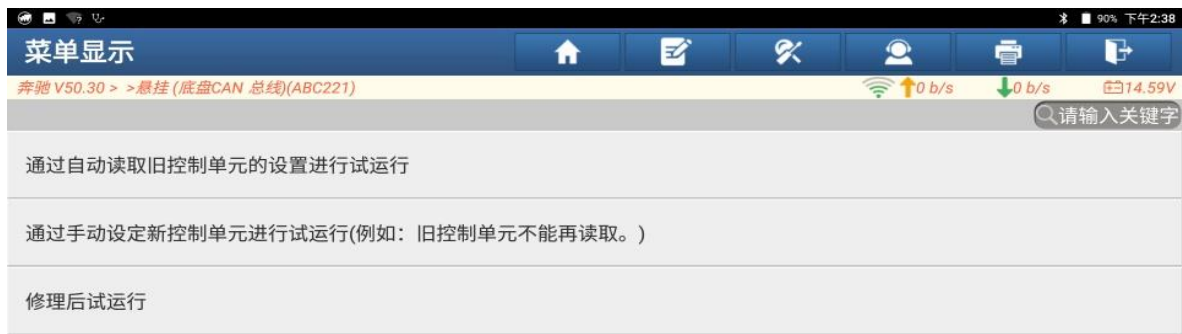 90% 下午2:38
菜单显示
奔驰 V50.30 > >悬挂 (底盘CAN 总线)(ABC221) 0 b/s 0 b/s 14.59V
请输入关键字
通过自动读取旧控制单元的设置进行试运行
通过手动设定新控制单元进行试运行(例如：旧控制单元不能再读取。)
修理后试运行